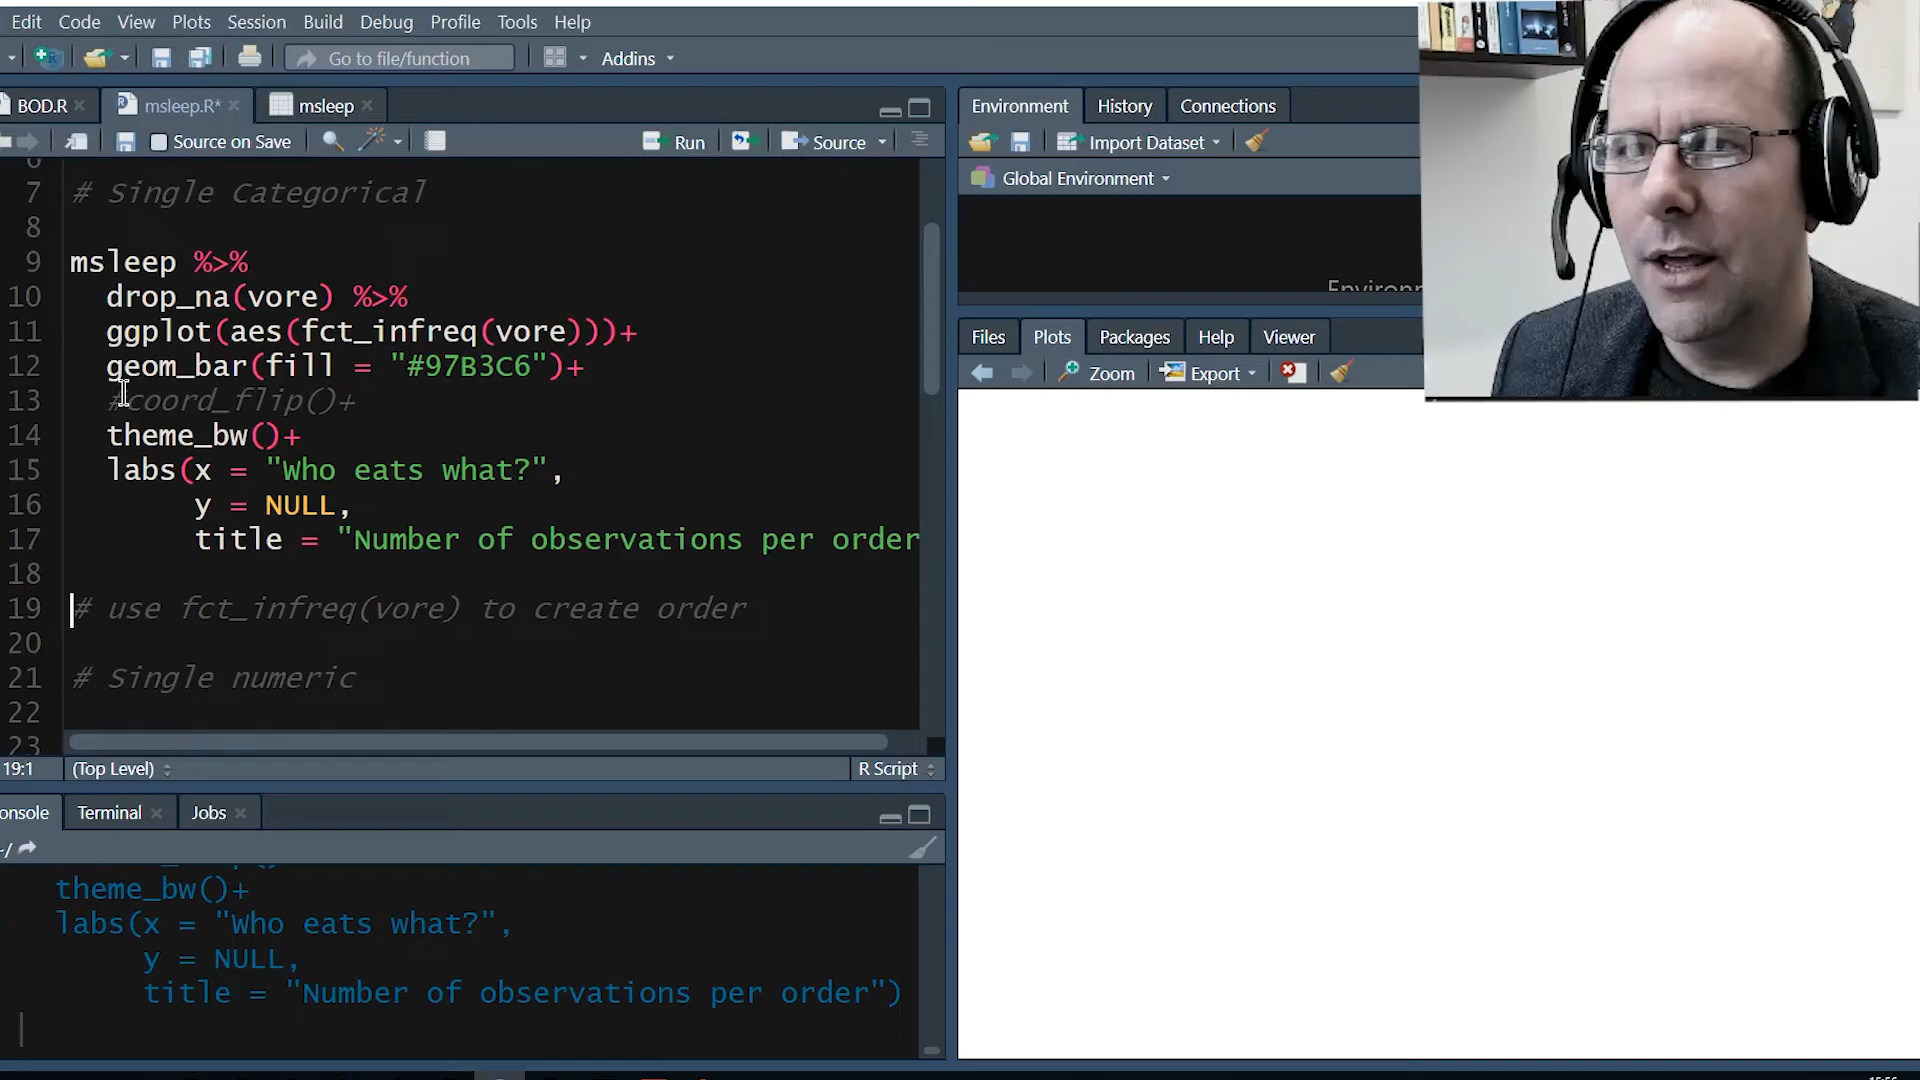 Edit Code View Plots Session Build Debug Profile Tools Help
Go to file/function Addins
BOD.R msleep.R* msleep
Source on Save Run Source
7 # Single Categorical
8
9 msleep %>%
10 drop_na(vore) %>%
11 ggplot(aes(fct_infreq(vore)))+
12 geom_bar(fill = "#97B3C6")+
13 #coord_flip()+
14 theme_bw()+
15 labs(x = "Who eats what?",
16 y = NULL,
17 title = "Number of observations per order
18
19 # use fct_infreq(vore) to create order
20
21 # Single numeric
22
23
19:1 (Top Level) R Script
onsole Terminal Jobs
~/
theme_bw()+
labs(x = "Who eats what?",
y = NULL,
title = "Number of observations per order")
Environment History Connections
Import Dataset
Global Environment
Files Plots Packages Help Viewer
Zoom Export